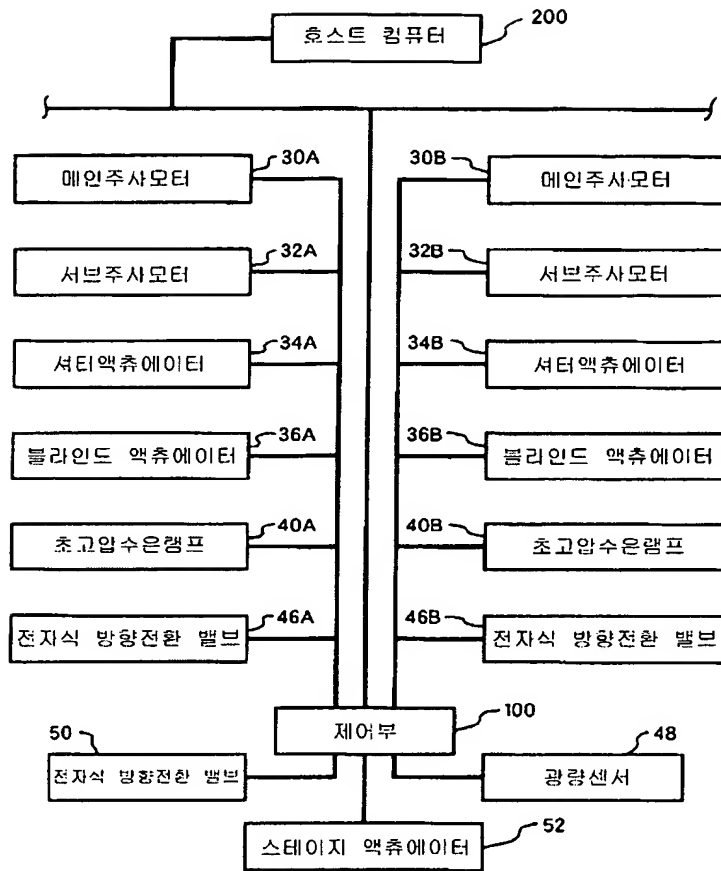 호스트 컴퓨터
200
30A
30B
메인주사모터
메인주사모터
32A
32B
서브주사모터
서브주사모터
34A
34B
셔터액츄에이터
셔터액츄에이터
36A
36B
블라인드 액츄에이터
블라인드 액츄에이터
40A
40B
초고압수은램프
초고압수은램프
46A
46B
전자식 방향전환 밸브
전자식 방향전환 밸브
제어부
100
50
48
전자식 방향전환 밸브
광량센서
스테이지 액츄에이터
52